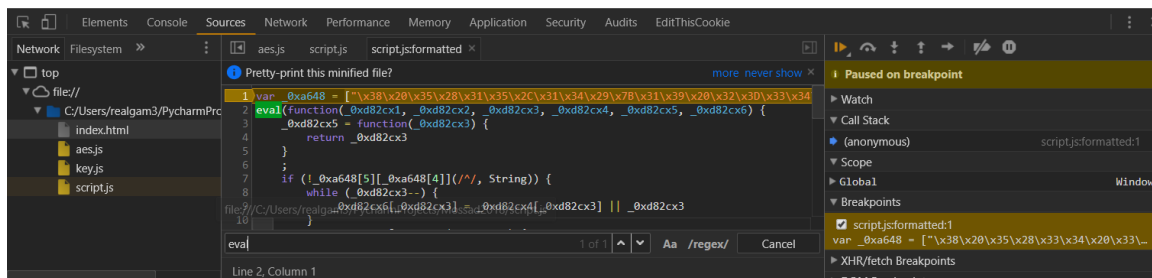 Elements Console Sources Network Performance Memory Application Security Audits EditThisCookie
Network Filesystem »
aes.js script.js script.js:formatted ×
top
file://
C:/Users/realgam3/PycharmPrc
index.html
aes.js
key.js
script.js
Pretty-print this minified file? more never show ×
1 var _0xa648 = ["\x38\x20\x35\x28\x31\x35\x2C\x31\x34\x29\x7B\x31\x39\x20\x32\x3D\x33\x34
2 eval(function(_0xd82cx1, _0xd82cx2, _0xd82cx3, _0xd82cx4, _0xd82cx5, _0xd82cx6) {
3 _0xd82cx5 = function(_0xd82cx3) {
4 return _0xd82cx3
5 }
6 ;
7 if (!_0xa648[5][_0xa648[4]](/^/, String)) {
8 while (_0xd82cx3--) {
9 _0xd82cx6[_0xd82cx3] = _0xd82cx4[_0xd82cx3] || _0xd82cx3
10 }
eval 1 of 1 Aa /regex/ Cancel
Line 2, Column 1
Paused on breakpoint
Watch
Call Stack
(anonymous) script.js:formatted:1
Scope
Global Window
Breakpoints
script.js:formatted:1
var _0xa648 = ["\x38\x20\x35\x28\x33\x34\x20\x33\…
XHR/fetch Breakpoints